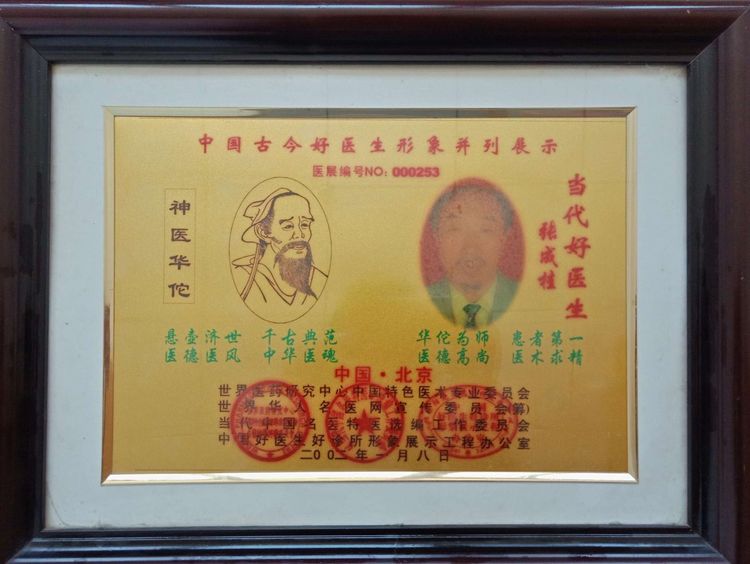 中国古今好医生形象并列展示
医展编号NO:000253
神医华佗
当代好医生
张成桂
悬壶济世 千古典范
医德医风 中华医魂
华佗为师 患者第一
医德高尚 医术求精
中国·北京
世界医药研究中心中国特色医术专业委员会
世界华人名医网宣传委员会(筹)
当代中国名医特医选编工作委员会
中国好医生好诊所形象展示工程办公室
二00二年一月八日